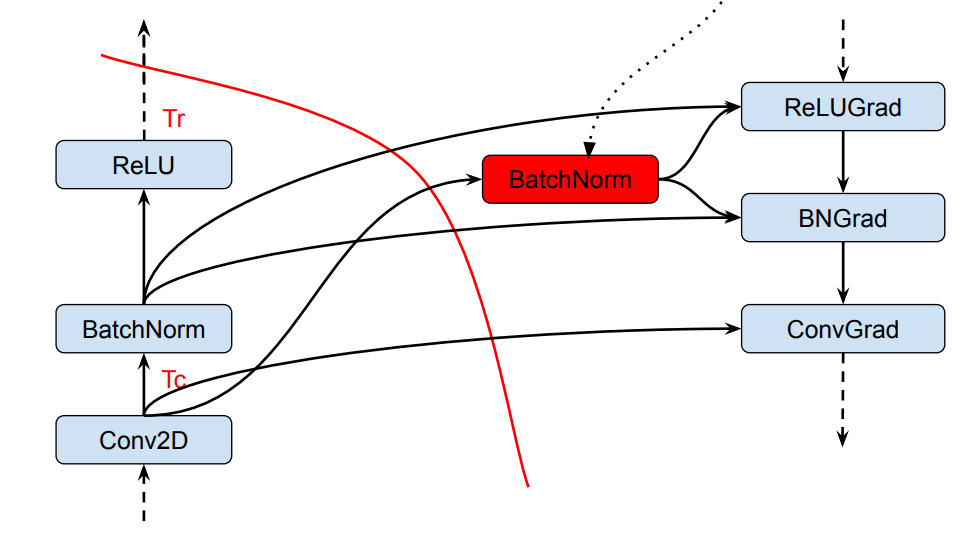 Tr
ReLU
BatchNorm
Tc
Conv2D
BatchNorm
ReLUGrad
BNGrad
ConvGrad